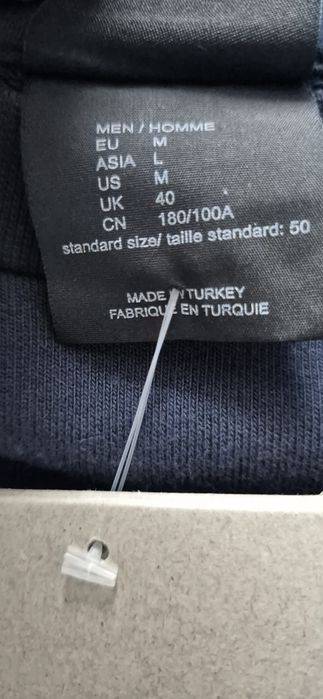 MEN / HOMME
EU M
ASIA L
US M
UK 40
CN 180/100A
standard size/ taille standard: 50
MADE IN TURKEY
FABRIQUE EN TURQUIE